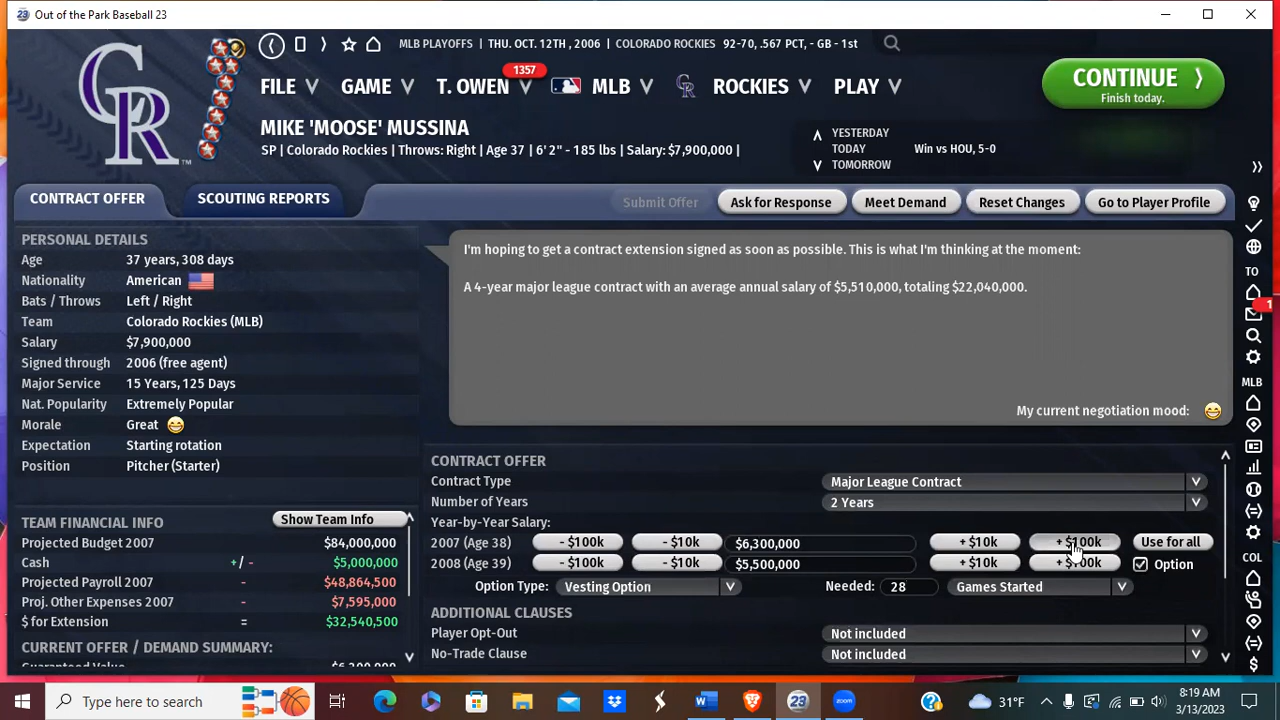 Out of the Park Baseball 23
MLB PLAYOFFS | THU. OCT. 12TH , 2006 | COLORADO ROCKIES 92-70, .567 PCT, - GB - 1st
FILE GAME T. OWEN 1357 MLB ROCKIES PLAY
CONTINUE
Finish today.
MIKE 'MOOSE' MUSSINA
SP | Colorado Rockies | Throws: Right | Age 37 | 6' 2" - 185 lbs | Salary: $7,900,000 |
YESTERDAY
TODAY Win vs HOU, 5-0
TOMORROW
CONTRACT OFFER SCOUTING REPORTS Submit Offer Ask for Response Meet Demand Reset Changes Go to Player Profile
PERSONAL DETAILS
Age 37 years, 308 days
Nationality American
Bats / Throws Left / Right
Team Colorado Rockies (MLB)
Salary $7,900,000
Signed through 2006 (free agent)
Major Service 15 Years, 125 Days
Nat. Popularity Extremely Popular
Morale Great
Expectation Starting rotation
Position Pitcher (Starter)
I'm hoping to get a contract extension signed as soon as possible. This is what I'm thinking at the moment:
A 4-year major league contract with an average annual salary of $5,510,000, totaling $22,040,000.
My current negotiation mood:
TEAM FINANCIAL INFO Show Team Info
Projected Budget 2007 $84,000,000
Cash + / - $5,000,000
Projected Payroll 2007 - $48,864,500
Proj. Other Expenses 2007 - $7,595,000
$ for Extension = $32,540,500
CURRENT OFFER / DEMAND SUMMARY:
Guaranteed Value $6,300,000
CONTRACT OFFER
Contract Type Major League Contract
Number of Years 2 Years
Year-by-Year Salary:
2007 (Age 38) - $100k - $10k $6,300,000 + $10k + $100k Use for all
2008 (Age 39) - $100k - $10k $5,500,000 + $10k + $100k Option
Option Type: Vesting Option Needed: 28 Games Started
ADDITIONAL CLAUSES
Player Opt-Out Not included
No-Trade Clause Not included
TO
1
MLB
COL
Type here to search
31°F
8:19 AM
3/13/2023
23